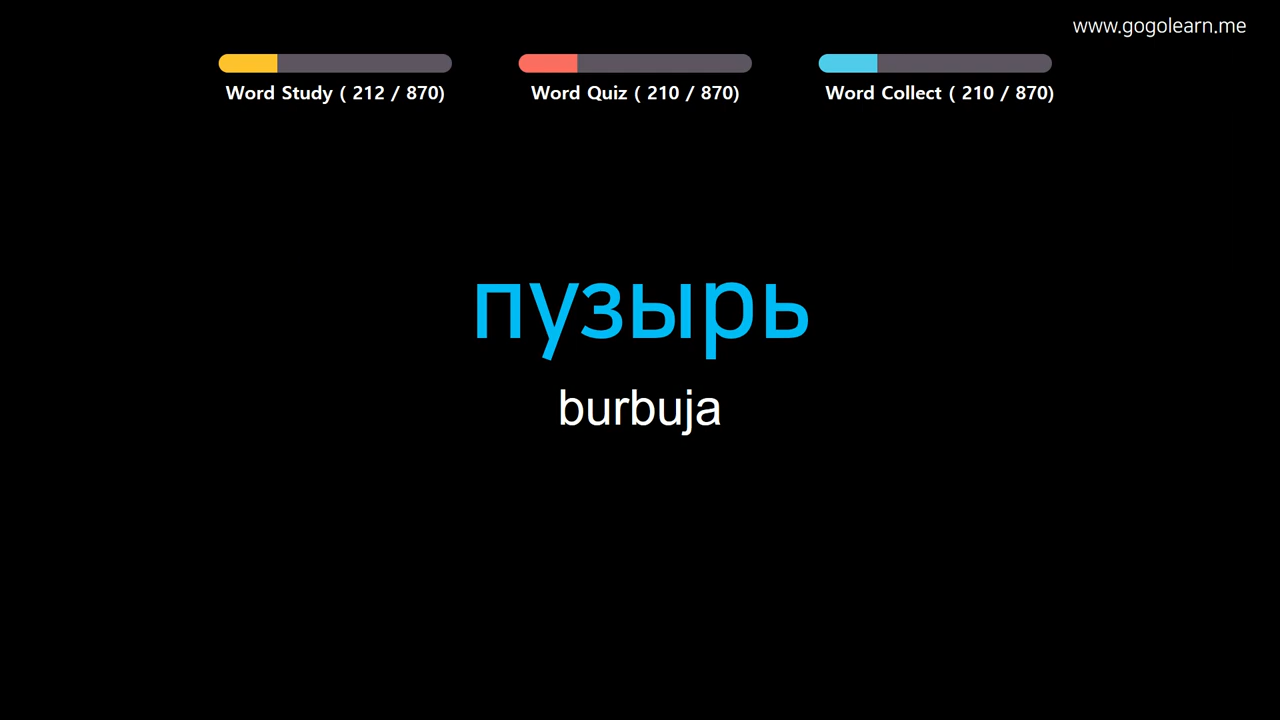 www.gogolearn.me
Word Study ( 212 / 870)
Word Quiz ( 210 / 870)
Word Collect ( 210 / 870)
пузырь
burbuja